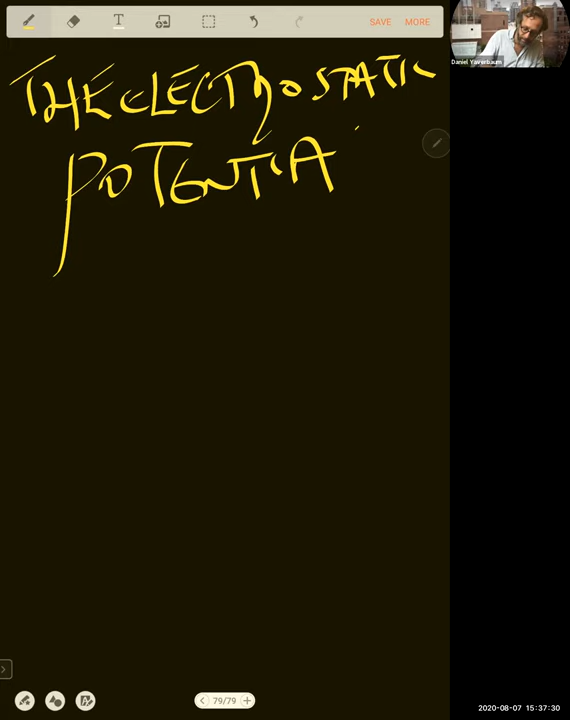 T
SAVE
MORE
Daniel Yaverbaum
THE ELECTROSTATIC
POTENTIA
79/79
2020-08-07 15:37:30